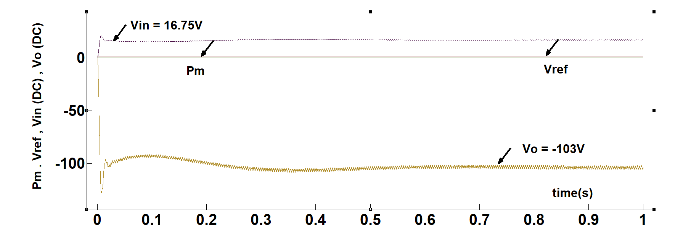 Vin = 16.75V
0
Pm
Vref
-50
-100
Vo = -103V
time(s)
0 0.1 0.2 0.3 0.4 0.5 0.6 0.7 0.8 0.9 1
Pm . Vref , Vin (DC) , Vo (DC)